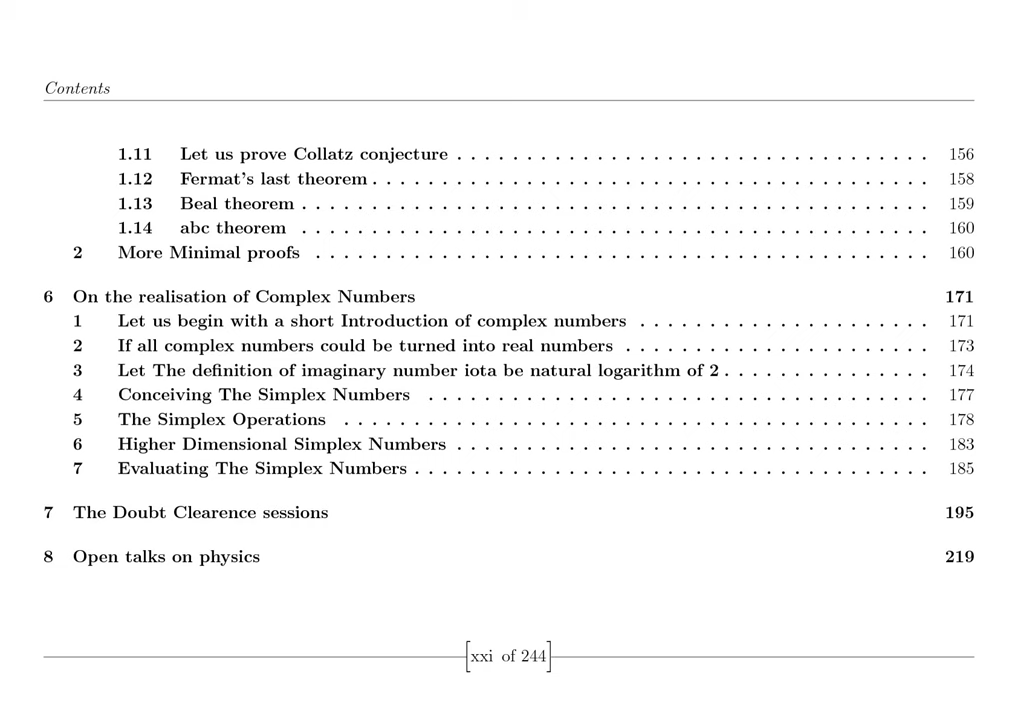 Contents
1.11 Let us prove Collatz conjecture . . . . . . . . . . . . . . . . . . . . . . . . . . . . . . . . . . 156
1.12 Fermat's last theorem . . . . . . . . . . . . . . . . . . . . . . . . . . . . . . . . . . . . . . . . 158
1.13 Beal theorem . . . . . . . . . . . . . . . . . . . . . . . . . . . . . . . . . . . . . . . . . . . . . 159
1.14 abc theorem . . . . . . . . . . . . . . . . . . . . . . . . . . . . . . . . . . . . . . . . . . . . . 160
2 More Minimal proofs . . . . . . . . . . . . . . . . . . . . . . . . . . . . . . . . . . . . . . . . . . . . 160
6 On the realisation of Complex Numbers 171
1 Let us begin with a short Introduction of complex numbers . . . . . . . . . . . . . . . . . . . . . 171
2 If all complex numbers could be turned into real numbers . . . . . . . . . . . . . . . . . . . . . . 173
3 Let The definition of imaginary number iota be natural logarithm of 2 . . . . . . . . . . . . . . . 174
4 Conceiving The Simplex Numbers . . . . . . . . . . . . . . . . . . . . . . . . . . . . . . . . . . . . 177
5 The Simplex Operations . . . . . . . . . . . . . . . . . . . . . . . . . . . . . . . . . . . . . . . . . . 178
6 Higher Dimensional Simplex Numbers . . . . . . . . . . . . . . . . . . . . . . . . . . . . . . . . . . 183
7 Evaluating The Simplex Numbers . . . . . . . . . . . . . . . . . . . . . . . . . . . . . . . . . . . . . 185
7 The Doubt Clearence sessions 195
8 Open talks on physics 219
[xxi of 244]